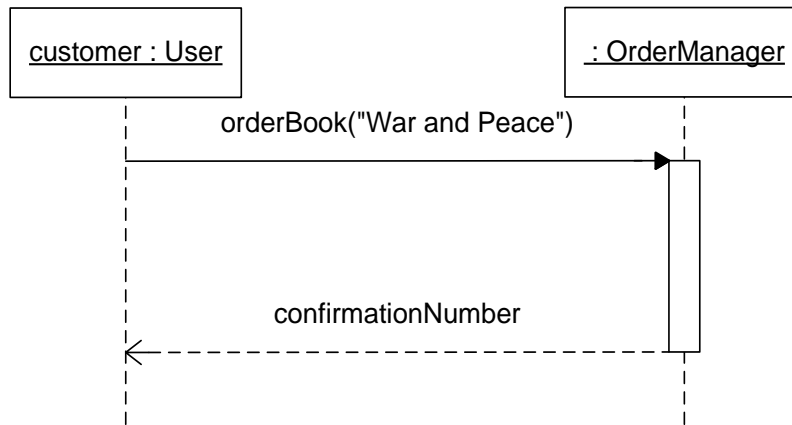 customer : User
: OrderManager
orderBook("War and Peace")
confirmationNumber